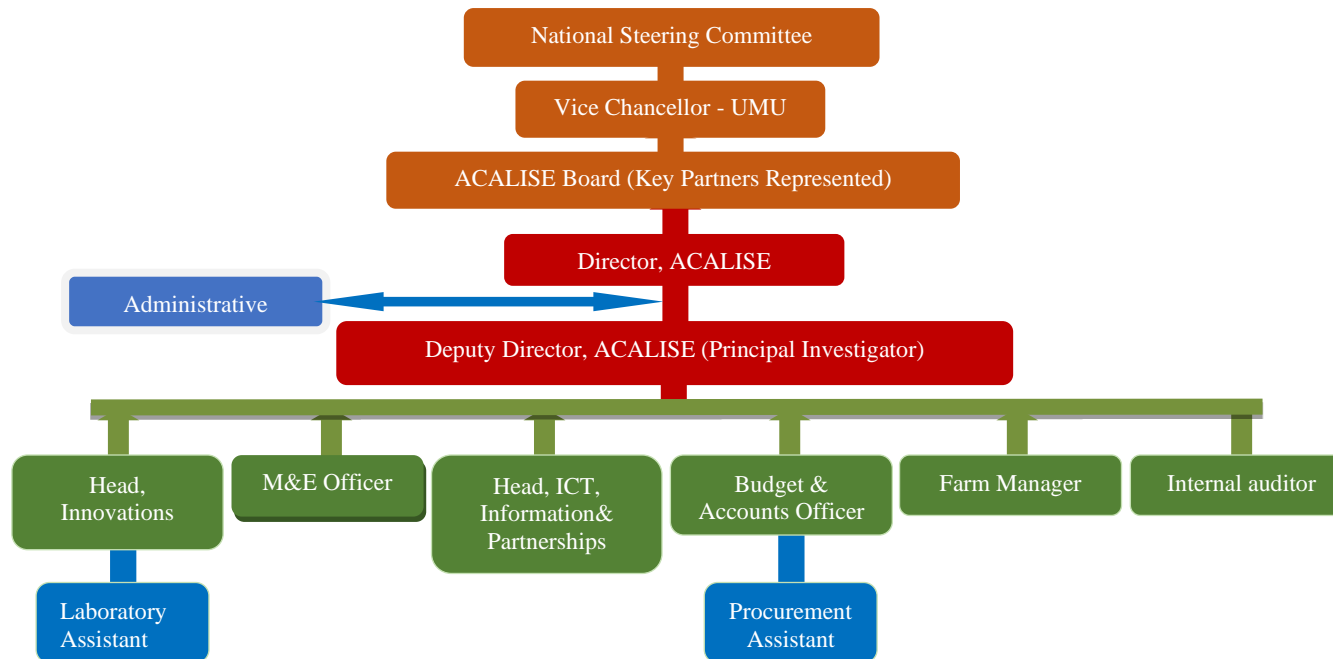 National Steering Committee
Vice Chancellor - UMU
ACALISE Board (Key Partners Represented)
Director, ACALISE
Administrative
Deputy Director, ACALISE (Principal Investigator)
Head,
Innovations
M&E Officer
Head, ICT,
Information&
Partnerships
Budget &
Accounts Officer
Farm Manager
Internal auditor
Laboratry
Assistant
Procurement
Assistant